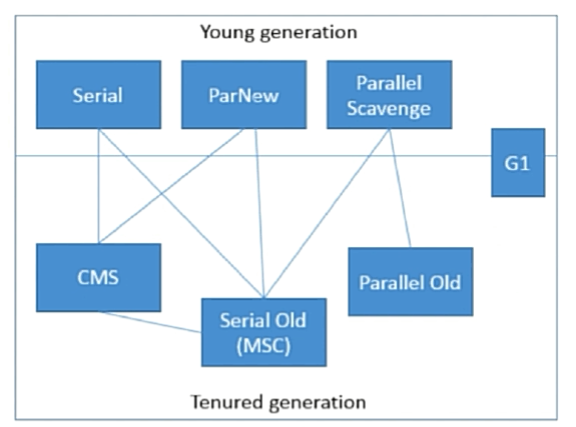 Young generation
Serial
ParNew
Parallel
Scavenge
G1
CMS
Parallel Old
Serial Old
(MSC)
Tenured generation